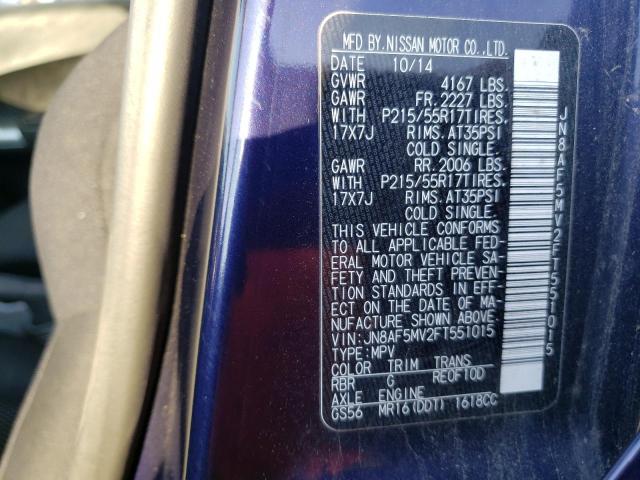 MFD BY.NISSAN MOTOR CO.,LTD.
DATE 10/14
GVWR 4167 LBS.
GAWR FR. 2227 LBS.
WITH P215/55R17TIRES.
17X7J RIMS. AT35PSI
COLD SINGLE.
GAWR RR. 2006 LBS.
WITH P215/55R17TIRES.
17X7J RIMS. AT35PSI
COLD SINGLE.
THIS VEHICLE CONFORMS
TO ALL APPLICABLE FED-
ERAL MOTOR VEHICLE SA-
FETY AND THEFT PREVEN-
TION STANDARDS IN EFF-
ECT ON THE DATE OF MA-
NUFACTURE SHOWN ABOVE.
VIN:JN8AF5MV2FT551015
TYPE:MPV
COLOR TRIM TRANS
RBR G RE0F10D
AXLE ENGINE
GS56 MR16(DDT) 1618CC
JN8AF5MV2FT551015